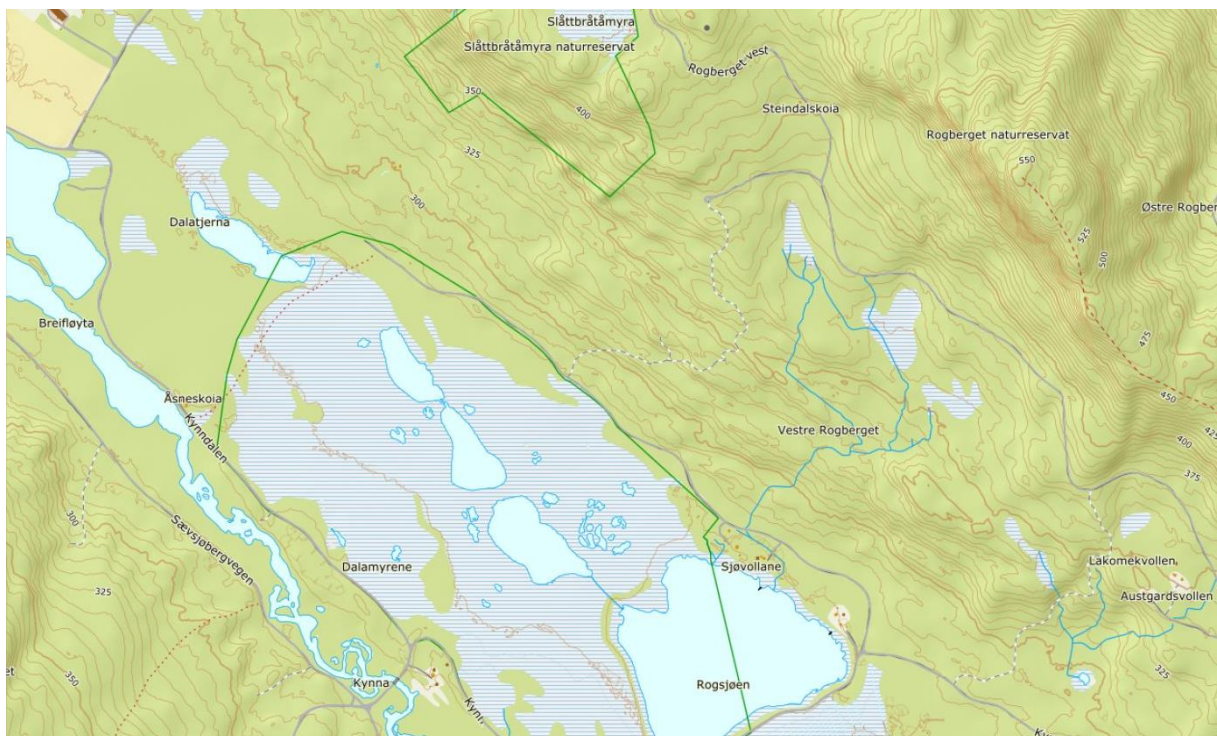 Slåttbråtåmyra
Slåttbråtåmyra naturreservat
Rogberget vest
350
400
Steindalskoia
Rogberget naturreservat
325
550
300
Østre Rogber
Dalatjerna
525
500
Breifløyta
475
Åsneskoia
450
Kynndalen
Vestre Rogberget
425
400
375
300
Sævsjøbergvegen
Dalamyrene
Sjøvollane
Lakomekvollen
325
Austgardsvollen
et
350
325
Kynna
Rogsjøen